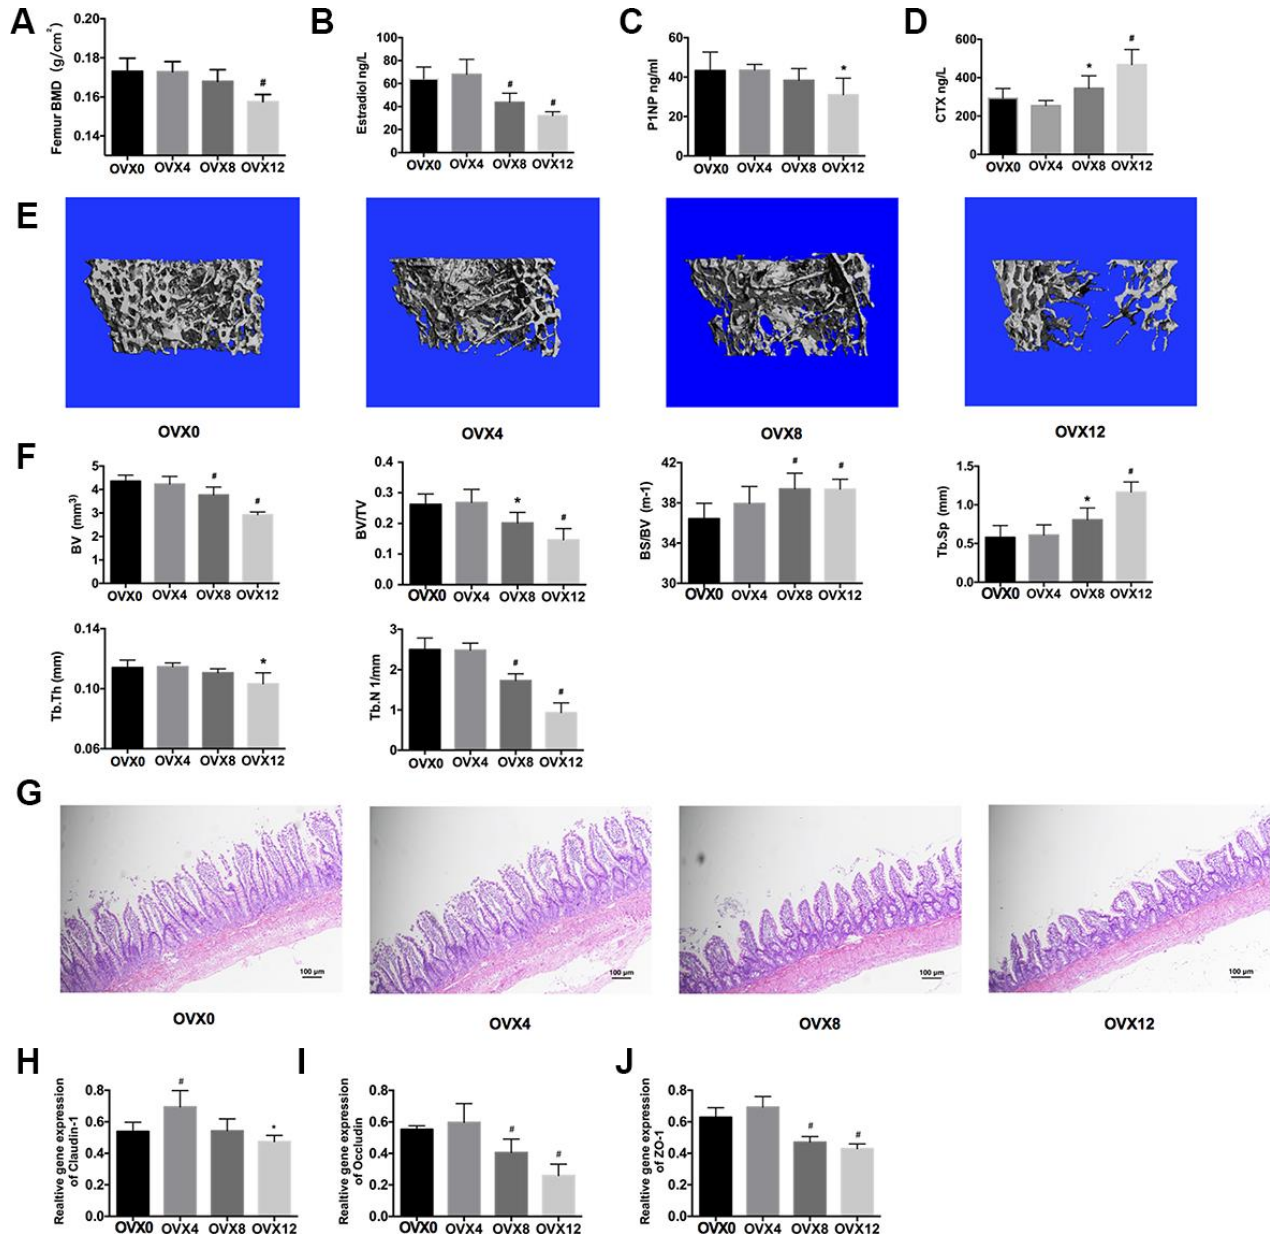 A
B
C
D
Femur BMD (g/cm²)
0.20
0.18
0.16
0.14
#
OVX0 OVX4 OVX8 OVX12
Estradiol ng/L
100
80
60
40
20
0
# #
OVX0 OVX4 OVX8 OVX12
P1NP ng/ml
60
40
20
0
*
OVX0 OVX4 OVX8 OVX12
CTX ng/L
600
400
200
0
* #
OVX0 OVX4 OVX8 OVX12
E
OVX0
OVX4
OVX8
OVX12
F
BV (mm³)
5
4
3
2
1
0
# #
OVX0 OVX4 OVX8 OVX12
BV/TV
0.4
0.3
0.2
0.1
0.0
* #
OVX0 OVX4 OVX8 OVX12
BS/BV (m-1)
42
38
34
30
# #
OVX0 OVX4 OVX8 OVX12
Tb.Sp (mm)
1.5
1.0
0.5
0.0
* #
OVX0 OVX4 OVX8 OVX12
Tb.Th (mm)
0.14
0.10
0.06
*
OVX0 OVX4 OVX8 OVX12
Tb.N 1/mm
3
2
1
0
# #
OVX0 OVX4 OVX8 OVX12
G
100 μm
100 μm
100 μm
100 μm
OVX0
OVX4
OVX8
OVX12
H
I
J
Realtive gene expression
of Claudin-1
0.8
0.6
0.4
0.2
0.0
# *
OVX0 OVX4 OVX8 OVX12
Realtive gene expression
of Occludin
0.8
0.6
0.4
0.2
0.0
# #
OVX0 OVX4 OVX8 OVX12
Realtive gene expression
of ZO-1
0.8
0.6
0.4
0.2
0.0
# #
OVX0 OVX4 OVX8 OVX12